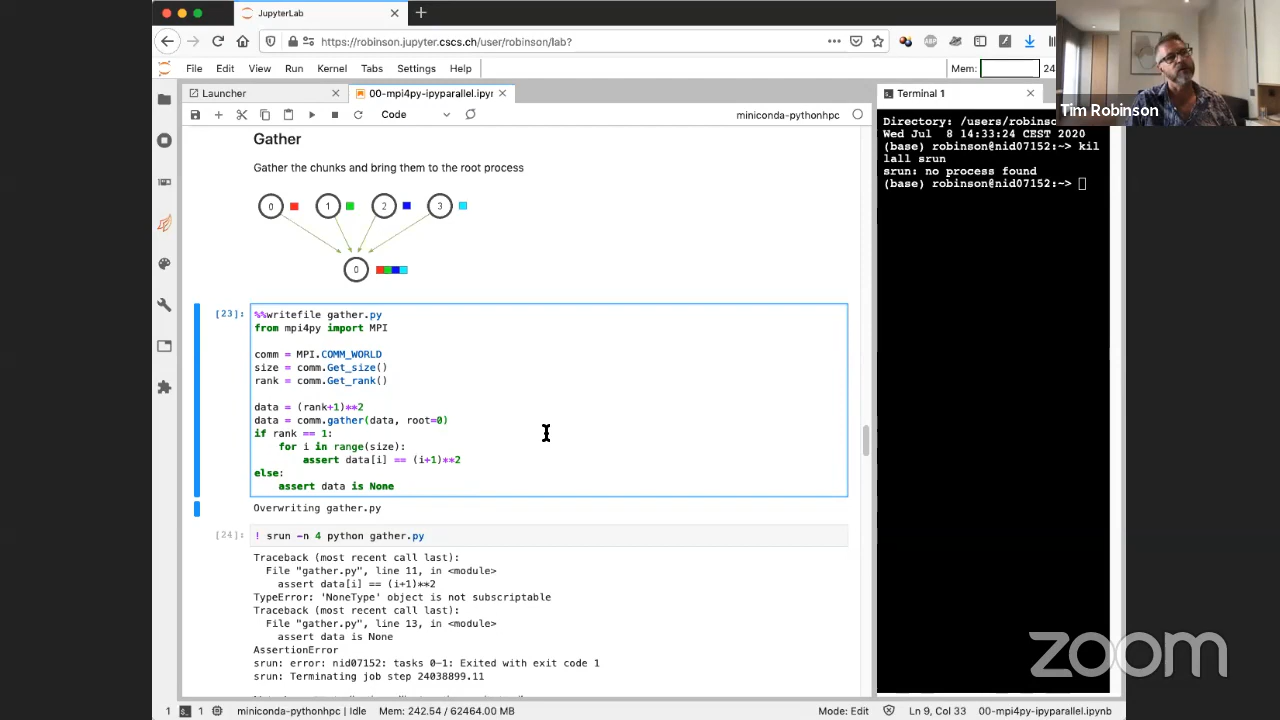 JupyterLab
https://robinson.jupyter.cscs.ch/user/robinson/lab?
ABP
File Edit View Run Kernel Tabs Settings Help
Mem: 24
Launcher
00-mpi4py-ipyparallel.ipyn
Terminal 1
Tim Robinson
Code
miniconda-pythonhpc
Gather
Gather the chunks and bring them to the root process
0 1 2 3
0
[23]:
%%writefile gather.py
from mpi4py import MPI
comm = MPI.COMM_WORLD
size = comm.Get_size()
rank = comm.Get_rank()
data = (rank+1)**2
data = comm.gather(data, root=0)
if rank == 1:
for i in range(size):
assert data[i] == (i+1)**2
else:
assert data is None
Overwriting gather.py
[24]:
! srun -n 4 python gather.py
Traceback (most recent call last):
File "gather.py", line 11, in <module>
assert data[i] == (i+1)**2
TypeError: 'NoneType' object is not subscriptable
Traceback (most recent call last):
File "gather.py", line 13, in <module>
assert data is None
AssertionError
srun: error: nid07152: tasks 0-1: Exited with exit code 1
srun: Terminating job step 24038899.11
Directory: /users/robinso
Wed Jul  8 14:33:24 CEST 2020
(base) robinson@nid07152:~> kil
lall srun
srun: no process found
(base) robinson@nid07152:~>
zoom
1 1 miniconda-pythonhpc | Idle Mem: 242.54 / 62464.00 MB Mode: Edit Ln 9, Col 33 00-mpi4py-ipyparallel.ipynb